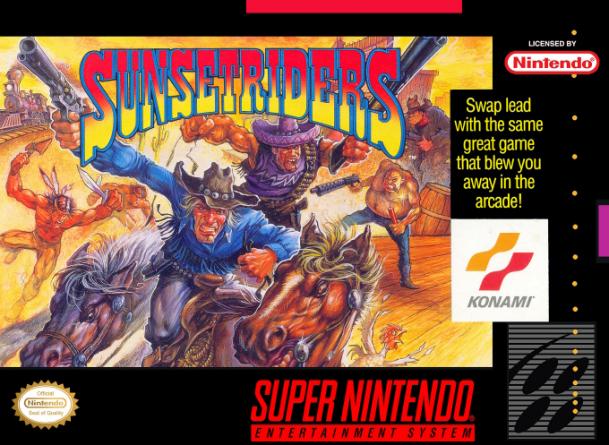 SUNSETRIDERS™
LICENSED BY
Nintendo®
Swap lead
with the same
great game
that blew you
away in the
arcade!
KONAMI®
Official
Nintendo
Seal of Quality
SUPER NINTENDO®
ENTERTAINMENT SYSTEM